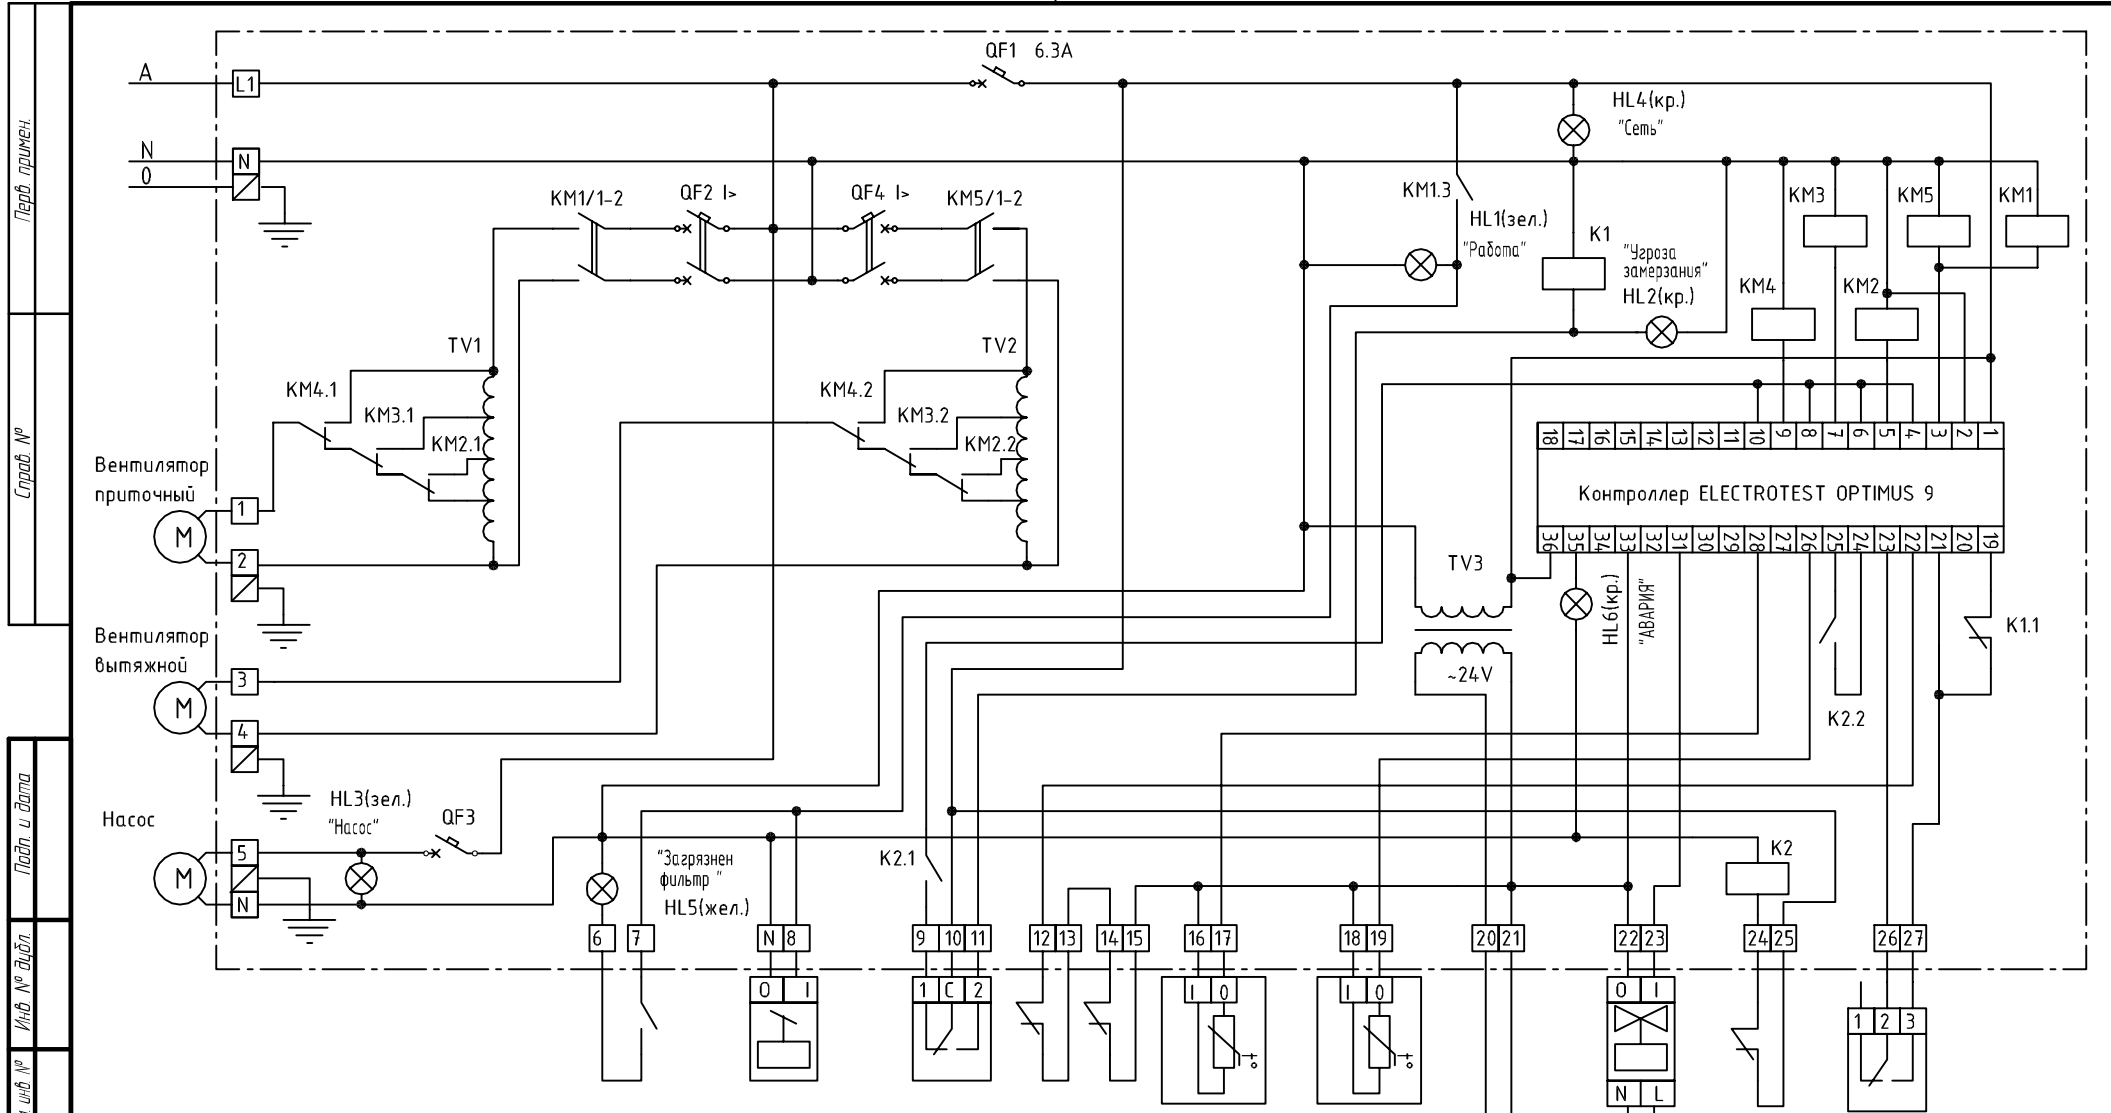 QF1 6.3A
A
L1
HL4(кр.)
"Сеть"
N
N
0
KM1/1-2
QF2 I>
QF4 I>
KM5/1-2
KM1.3
HL1(зел.)
"Работа"
K1
"Угроза
замерзания"
HL2(кр.)
KM3
KM5
KM1
KM4
KM2
TV1
TV2
KM4.1
KM3.1
KM2.1
KM4.2
KM3.2
KM2.2
18 17 16 15 14 13 12 11 10 9 8 7 6 5 4 3 2 1
Контроллер ELECTROTEST OPTIMUS 9
36 35 34 33 32 31 30 29 28 27 26 25 24 23 22 21 20 19
Вентилятор
приточный
M
1
2
TV3
~24V
HL6(кр.)
"АВАРИЯ"
K1.1
K2.2
Вентилятор
вытяжной
M
3
4
Насос
M
5
N
HL3(зел.)
"Насос"
QF3
"Загрязнен
фильтр "
HL5(жел.)
K2.1
K2
6 7
N 8
9 10 11
12 13
14 15
16 17
18 19
20 21
22 23
24 25
26 27
O I
1 C 2
I 0
t°
I 0
t°
O I
N L
1 2 3
Перв. примен.
Справ. №
Подп. и дата
Инв. № дубл.
инв. №